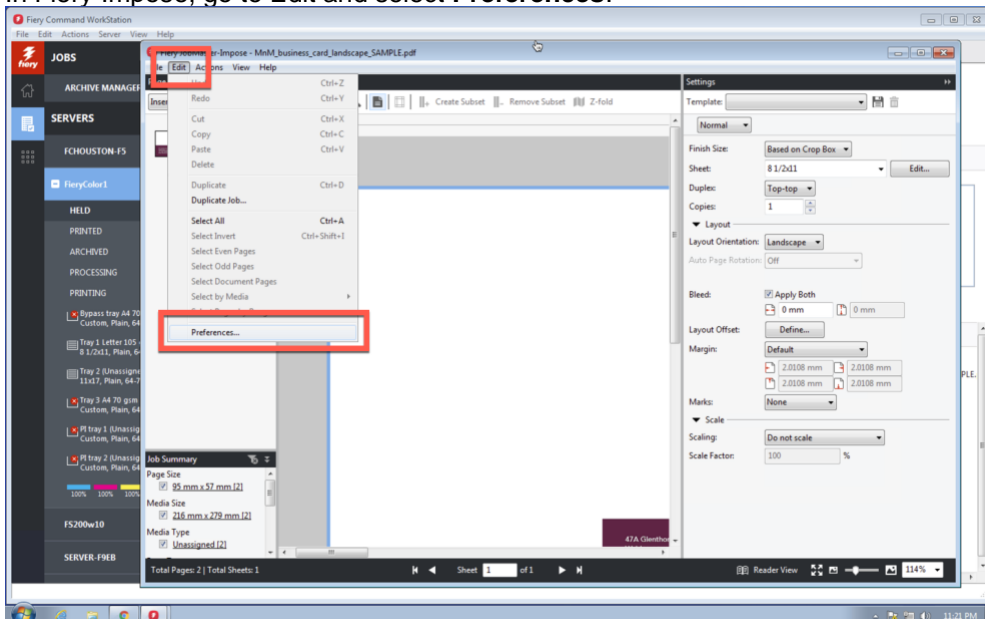 In Fiery Impose, go to Edit and select Preferences.
Fiery Command WorkStation
File Edit Actions Server View Help
fiery
JOBS
ARCHIVE MANAGER
SERVERS
FCHOUSTON-F5
FieryColor1
HELD
PRINTED
ARCHIVED
PROCESSING
PRINTING
Bypass tray A4 70
Custom, Plain, 64
Tray 1 Letter 105
8 1/2x11, Plain, 6
Tray 2 (Unassigne
11x17, Plain, 64-7
Tray 3 A4 70 gsm
Custom, Plain, 64
PI tray 1 (Unassig
Custom, Plain, 64
PI tray 2 (Unassig
Custom, Plain, 64
100% 100% 100%
FS200w10
SERVER-F9EB
Fiery JobMaster-Impose - MnM_business_card_landscape_SAMPLE.pdf
Edit Actions View Help
Ctrl+Z
Redo Ctrl+Y
Cut Ctrl+X
Copy Ctrl+C
Paste Ctrl+V
Delete
Duplicate Ctrl+D
Duplicate Job...
Select All Ctrl+A
Select Invert Ctrl+Shift+I
Select Even Pages
Select Odd Pages
Select Document Pages
Select by Media
Preferences...
Create Subset Remove Subset Z-fold
Job Summary
Page Size
95 mm x 57 mm [2]
Media Size
216 mm x 279 mm [2]
Media Type
Unassigned [2]
47A Glenthor
Settings
Template:
Normal
Finish Size: Based on Crop Box
Sheet: 8 1/2x11 Edit...
Duplex: Top-top
Copies: 1
Layout
Layout Orientation: Landscape
Auto Page Rotation: Off
Bleed: Apply Both
0 mm 0 mm
Layout Offset: Define...
Margin: Default
2.0108 mm 2.0108 mm
2.0108 mm 2.0108 mm
Marks: None
Scale
Scaling: Do not scale
Scale Factor: 100 %
PLE.
Total Pages: 2 | Total Sheets: 1 Sheet 1 of 1 Reader View 114%
11:21 PM